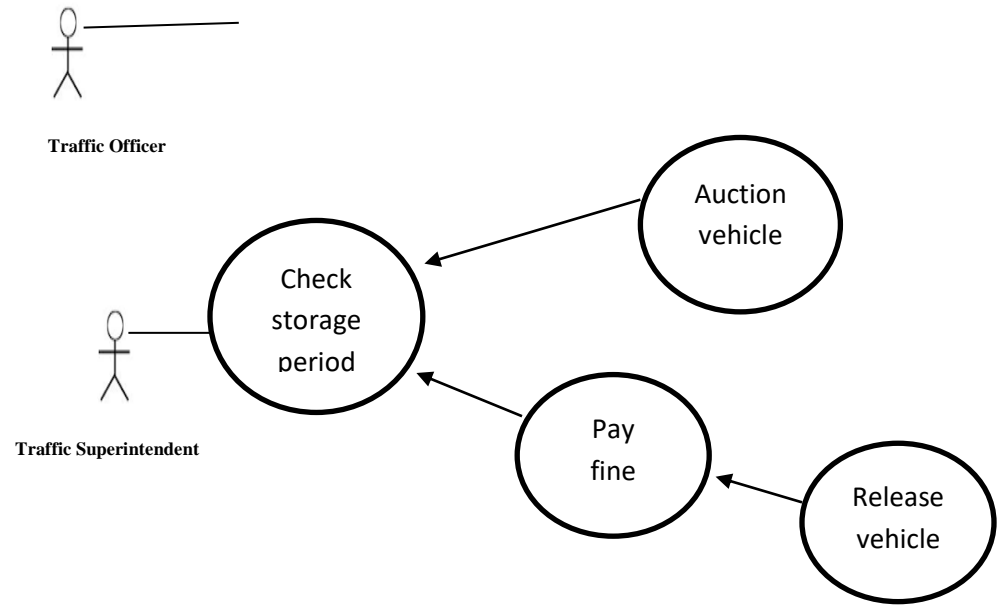 Traffic Officer
Auction
vehicle
Check
storage
period
Traffic Superintendent
Pay
fine
Release
vehicle